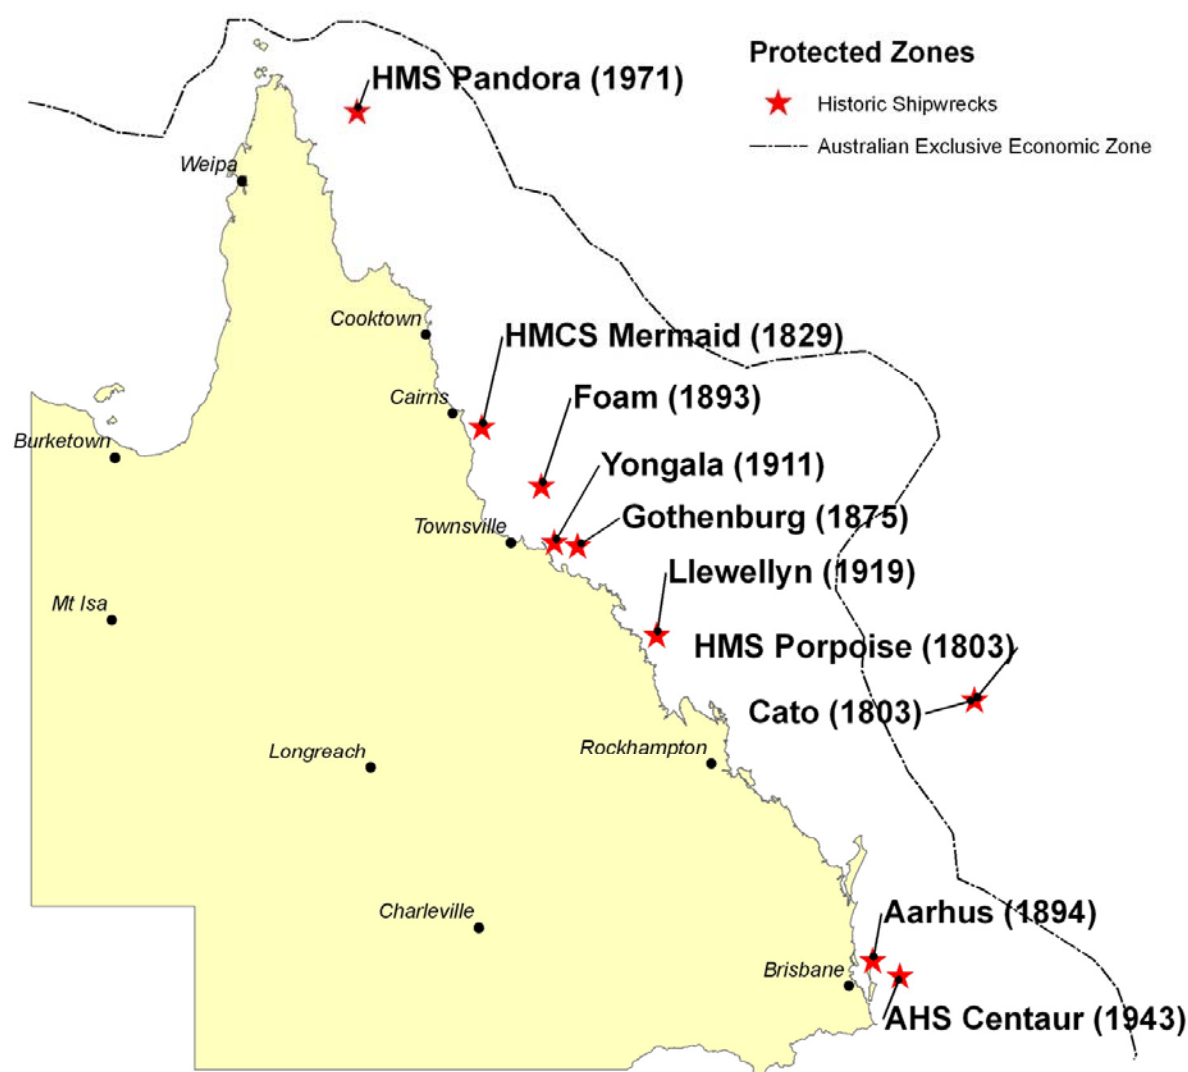 HMS Pandora (1971)
Protected Zones
Historic Shipwrecks
Australian Exclusive Economic Zone
Weipa
Cooktown
HMCS Mermaid (1829)
Cairns
Foam (1893)
Burketown
Yongala (1911)
Townsville
Gothenburg (1875)
Llewellyn (1919)
Mt Isa
HMS Porpoise (1803)
Cato (1803)
Longreach
Rockhampton
Charleville
Aarhus (1894)
Brisbane
AHS Centaur (1943)